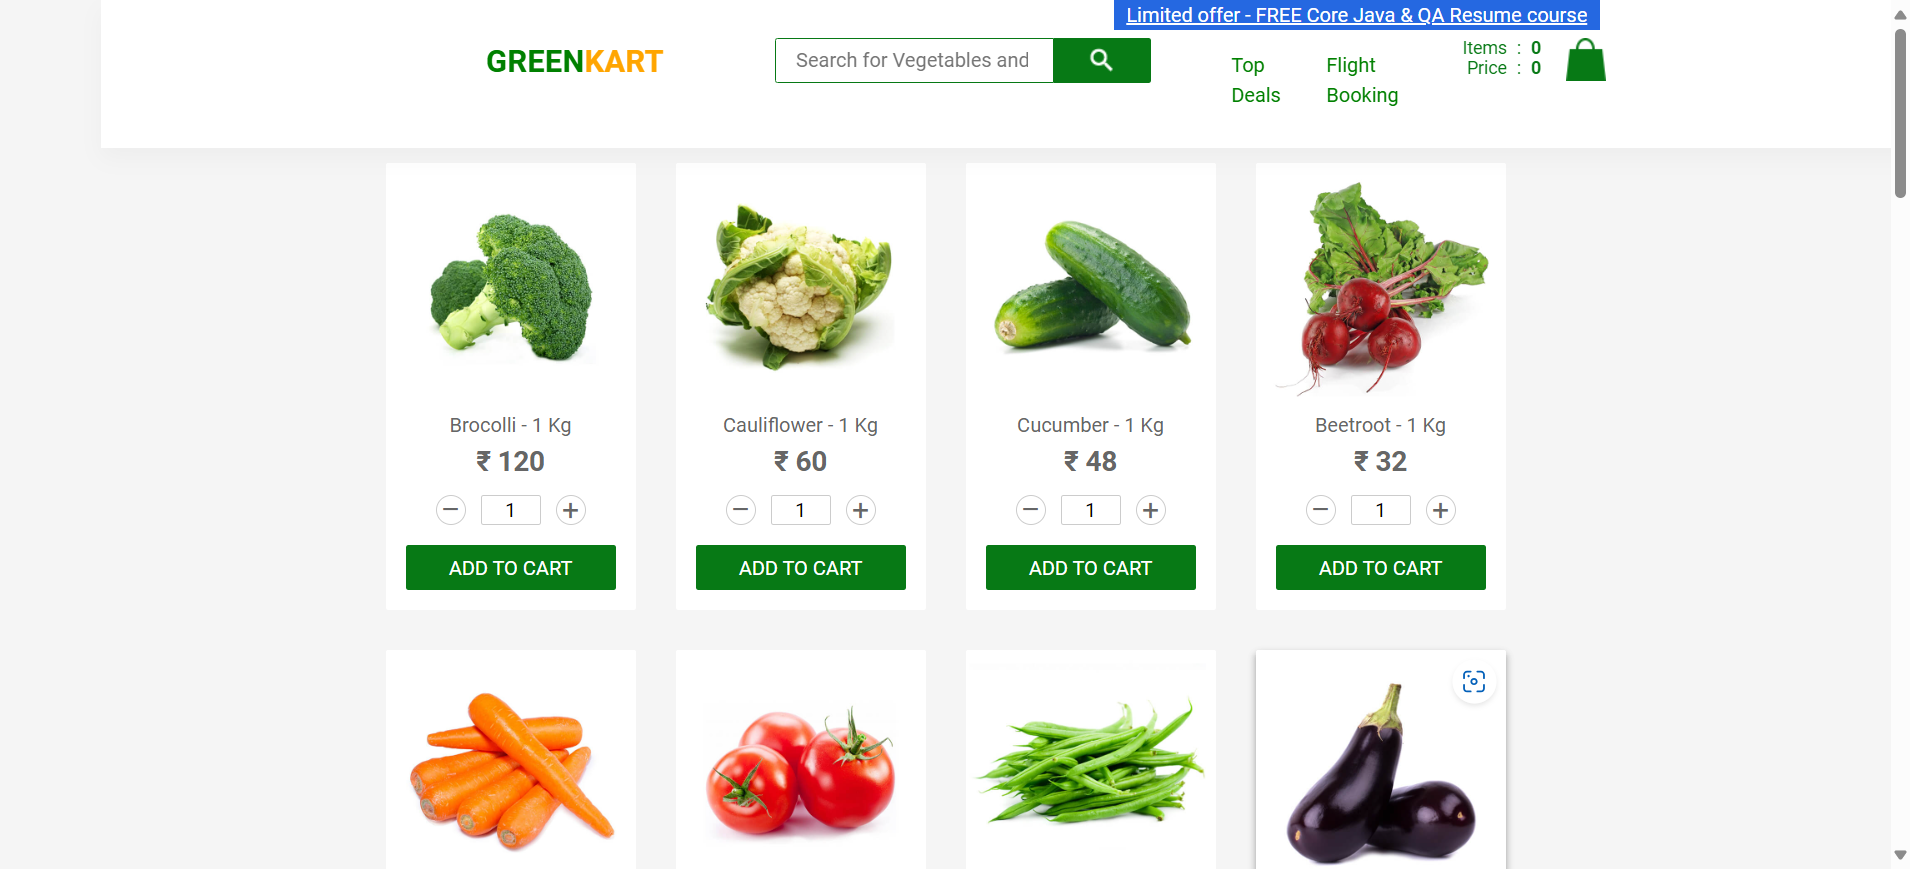 Limited offer - FREE Core Java & QA Resume course
GREENKART
Search for Vegetables and
Top
Deals
Flight
Booking
Items : 0
Price : 0
Brocolli - 1 Kg
₹ 120
1
ADD TO CART
Cauliflower - 1 Kg
₹ 60
1
ADD TO CART
Cucumber - 1 Kg
₹ 48
1
ADD TO CART
Beetroot - 1 Kg
₹ 32
1
ADD TO CART